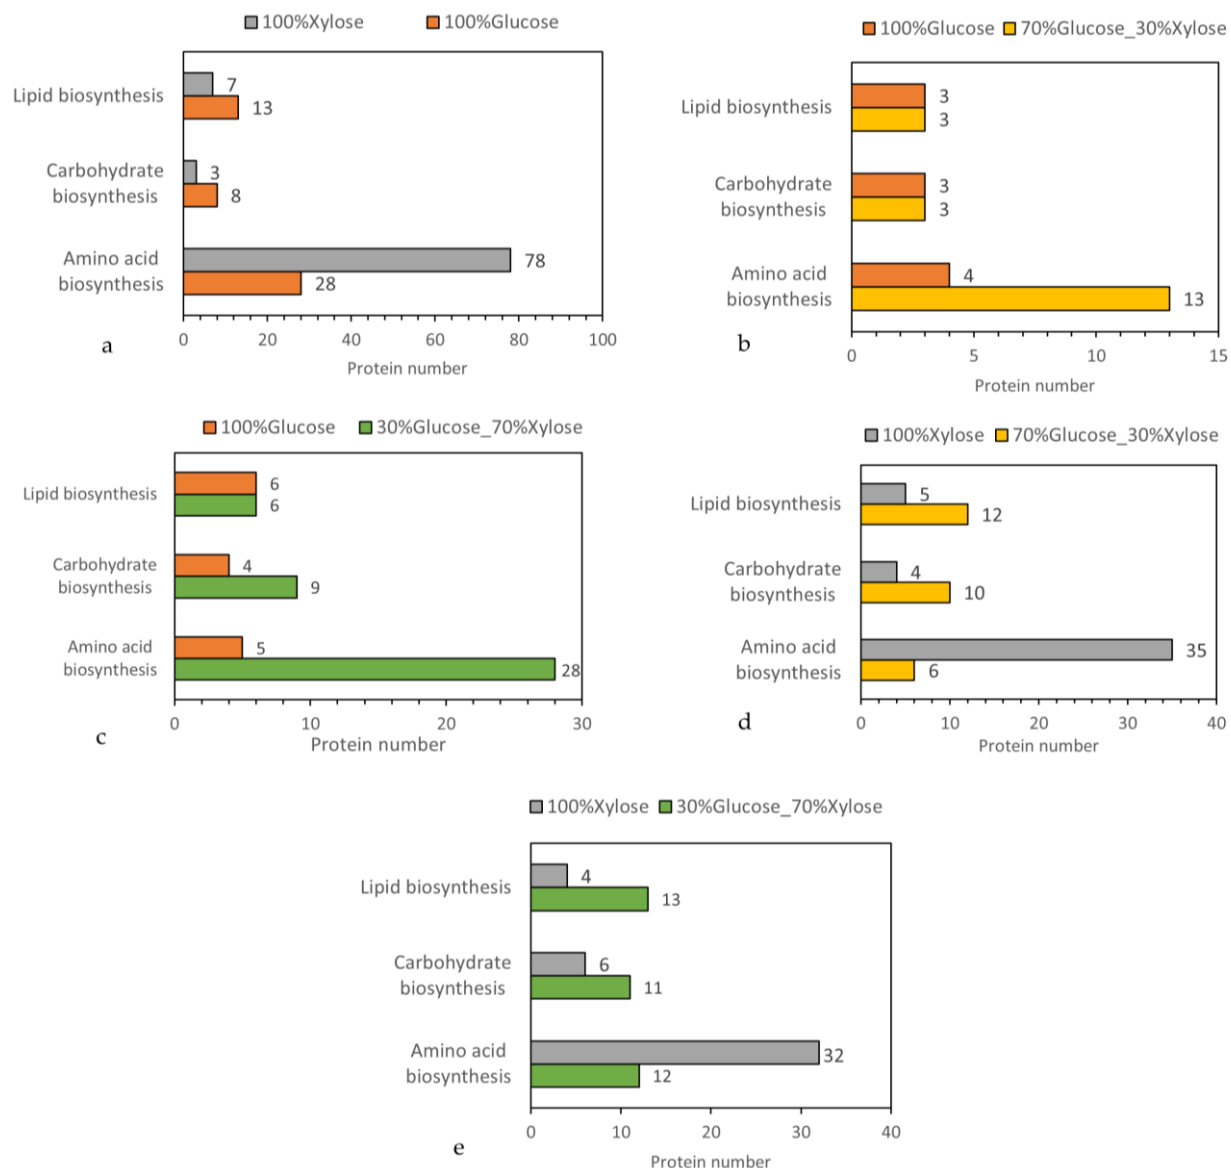 100%Xylose 100%Glucose
Lipid biosynthesis
7
13
Carbohydrate
biosynthesis
3
8
Amino acid
biosynthesis
78
28
0 20 40 60 80 100
Protein number
a
100%Glucose 70%Glucose_30%Xylose
Lipid biosynthesis
3
3
Carbohydrate
biosynthesis
3
3
Amino acid
biosynthesis
4
13
0 5 10 15
Protein number
b
100%Glucose 30%Glucose_70%Xylose
Lipid biosynthesis
6
6
Carbohydrate
biosynthesis
4
9
Amino acid
biosynthesis
5
28
0 10 20 30
Protein number
c
100%Xylose 70%Glucose_30%Xylose
Lipid biosynthesis
5
12
Carbohydrate
biosynthesis
4
10
Amino acid
biosynthesis
35
6
0 10 20 30 40
Protein number
d
100%Xylose 30%Glucose_70%Xylose
Lipid biosynthesis
4
13
Carbohydrate
biosynthesis
6
11
Amino acid
biosynthesis
32
12
0 10 20 30 40
Protein number
e